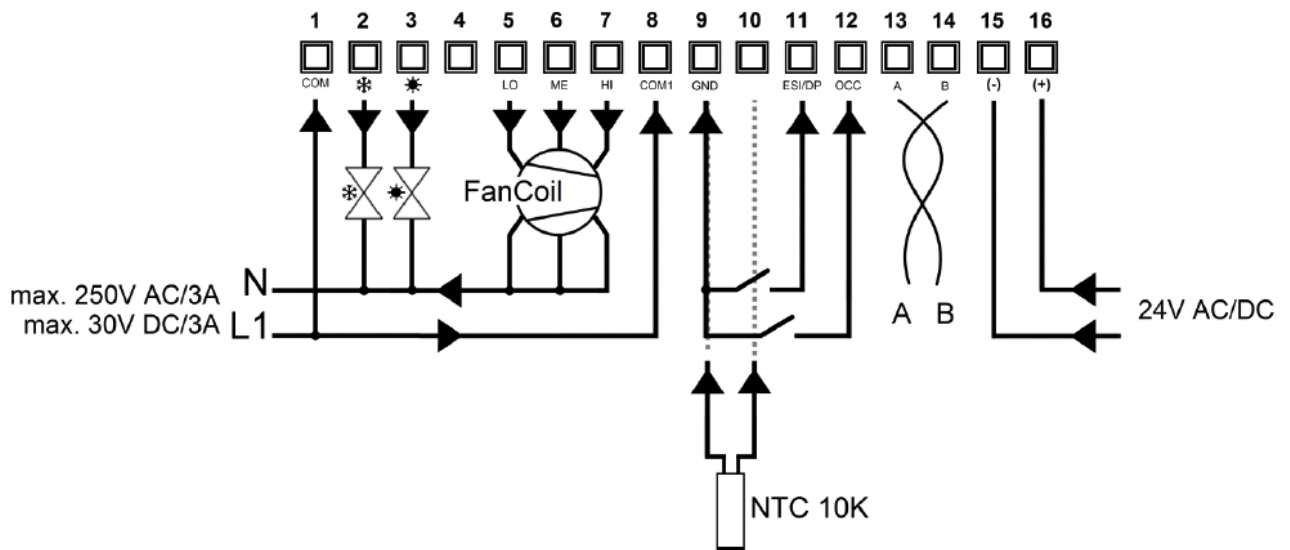 1 2 3 4 5 6 7 8 9 10 11 12 13 14 15 16
COM LO ME HI COM1 GND ESI/DP OCC A B (-) (+)
FanCoil
max. 250V AC/3A N
max. 30V DC/3A L1
A B
24V AC/DC
NTC 10K